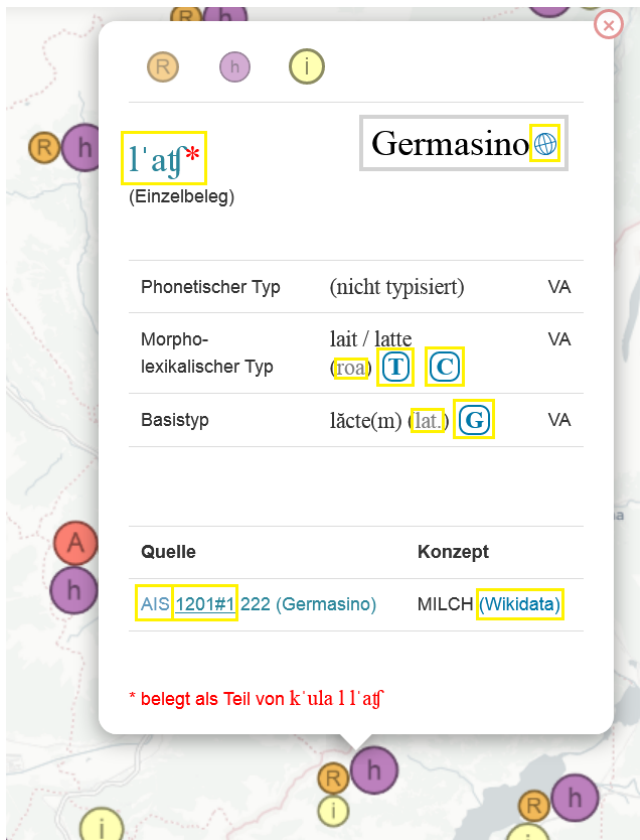 R h
R h i
Germasino
lˈatʃ*
(Einzelbeleg)
R h
Phonetischer Typ (nicht typisiert) VA
Morpho- lait / latte VA
lexikalischer Typ (roa) T C
Basistyp lăcte(m) (lat.) G VA
A
h
Quelle Konzept
AIS 1201#1 222 (Germasino) MILCH (Wikidata)
* belegt als Teil von kˈula l lˈatʃ
R h
i
R h
i
i